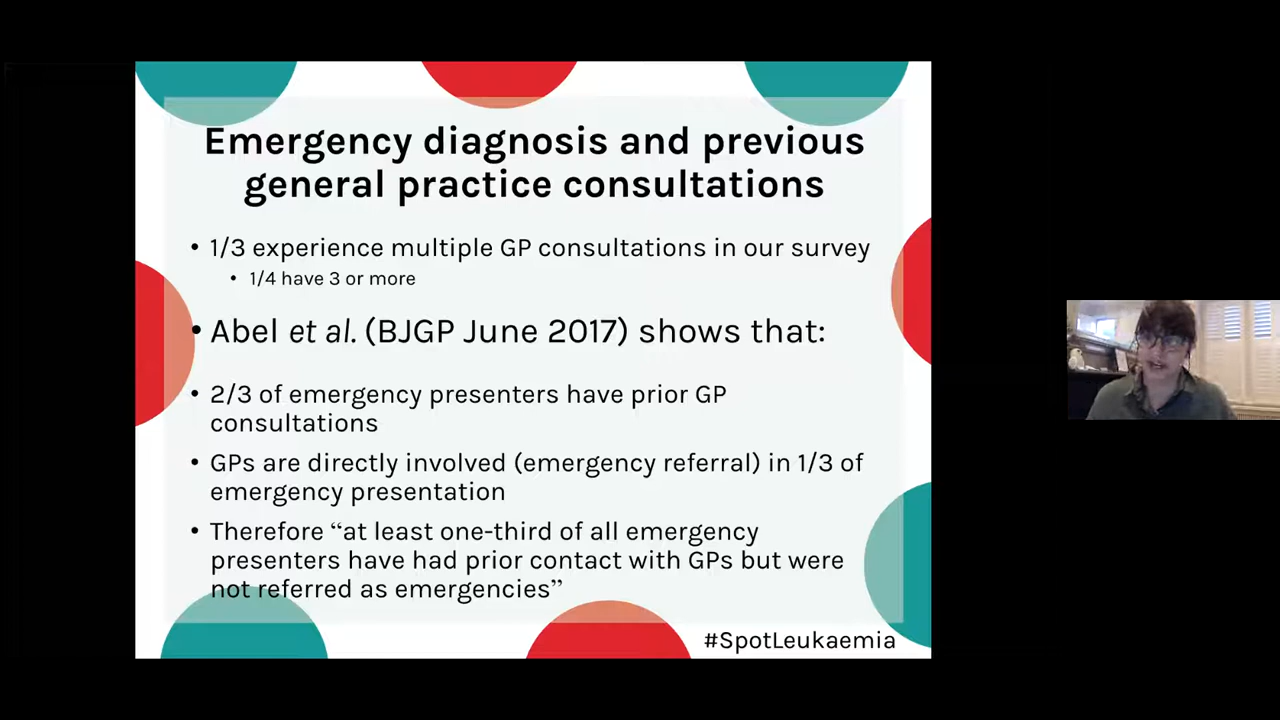 Emergency diagnosis and previous
general practice consultations
• 1/3 experience multiple GP consultations in our survey
• 1/4 have 3 or more
• Abel et al. (BJGP June 2017) shows that:
• 2/3 of emergency presenters have prior GP
consultations
• GPs are directly involved (emergency referral) in 1/3 of
emergency presentation
• Therefore “at least one-third of all emergency
presenters have had prior contact with GPs but were
not referred as emergencies”
#SpotLeukaemia